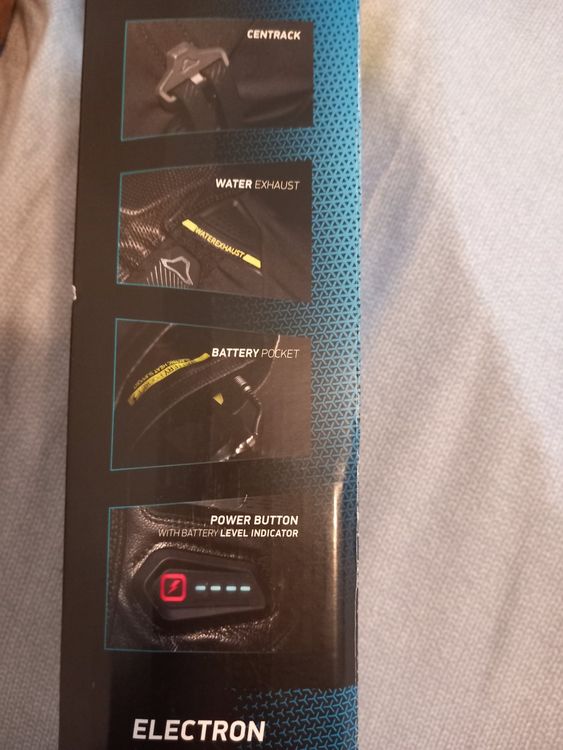 CENTRACK
WATER EXHAUST
WATEREXHAUST
BATTERY POCKET
POWER BUTTON
WITH BATTERY LEVEL INDICATOR
ELECTRON